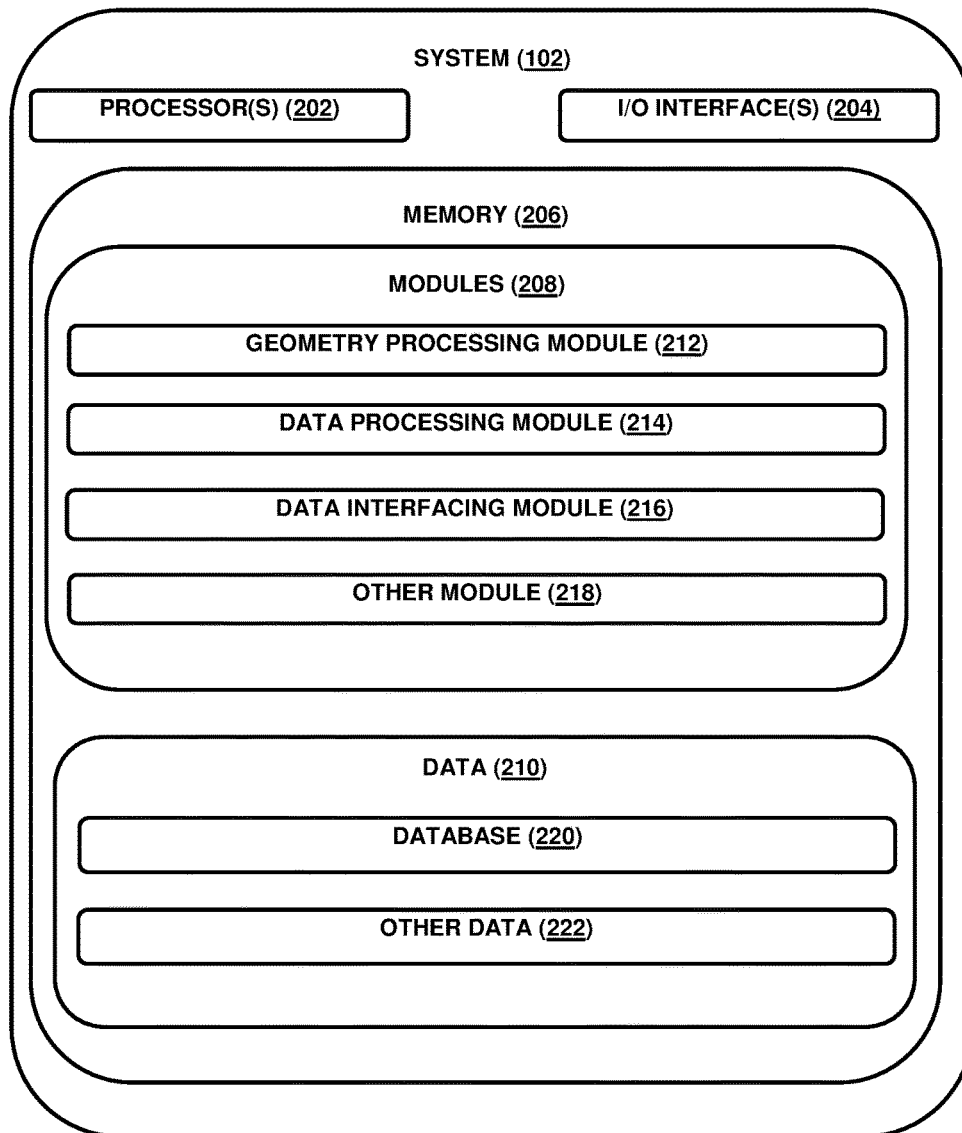 SYSTEM (102)
PROCESSOR(S) (202)
I/O INTERFACE(S) (204)
MEMORY (206)
MODULES (208)
GEOMETRY PROCESSING MODULE (212)
DATA PROCESSING MODULE (214)
DATA INTERFACING MODULE (216)
OTHER MODULE (218)
DATA (210)
DATABASE (220)
OTHER DATA (222)